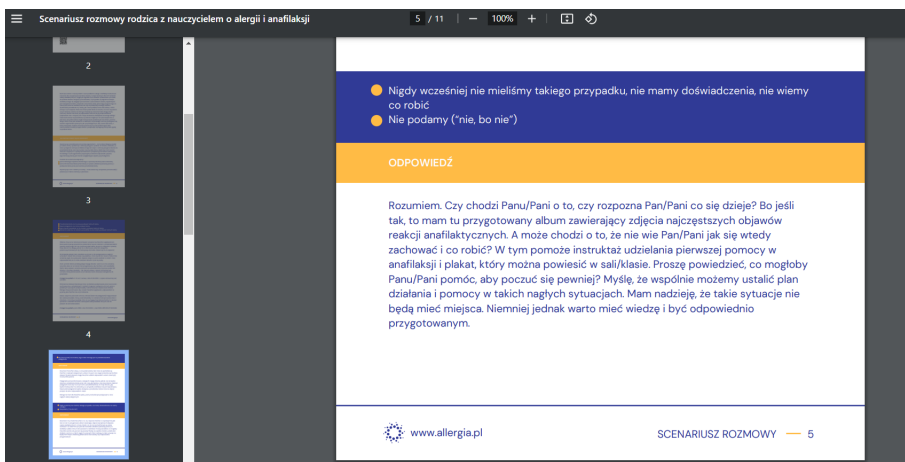 Scenariusz rozmowy rodzica z nauczycielem o alergii i anafilaksji
5 / 11
100%
2
3
4
Nigdy wcześniej nie mieliśmy takiego przypadku, nie mamy doświadczenia, nie wiemy
co robić
Nie podamy (“nie, bo nie”)
ODPOWIEDŹ
Rozumiem. Czy chodzi Panu/Pani o to, czy rozpozna Pan/Pani co się dzieje? Bo jeśli
tak, to mam tu przygotowany album zawierający zdjęcia najczęstszych objawów
reakcji anafilaktycznych. A może chodzi o to, że nie wie Pan/Pani jak się wtedy
zachować i co robić? W tym pomoże instruktaż udzielania pierwszej pomocy w
anafilaksji i plakat, który można powiesić w sali/klasie. Proszę powiedzieć, co mogłoby
Panu/Pani pomóc, aby poczuć się pewniej? Myślę, że wspólnie możemy ustalić plan
działania i pomocy w takich nagłych sytuacjach. Mam nadzieję, że takie sytuacje nie
będą mieć miejsca. Niemniej jednak warto mieć wiedzę i być odpowiednio
przygotowanym.
www.allergia.pl
SCENARIUSZ ROZMOWY — 5